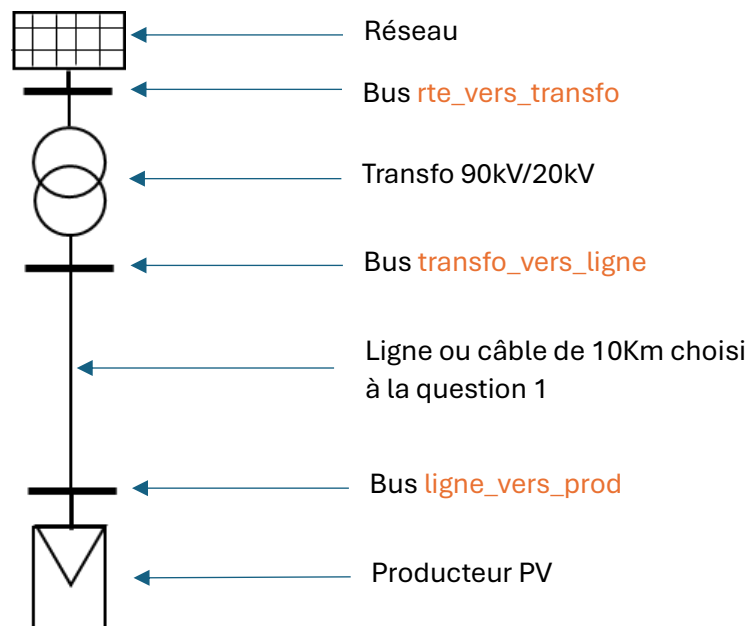 Réseau
Bus rte_vers_transfo
Transfo 90kV/20kV
Bus transfo_vers_ligne
Ligne ou câble de 10Km choisi
à la question 1
Bus ligne_vers_prod
Producteur PV